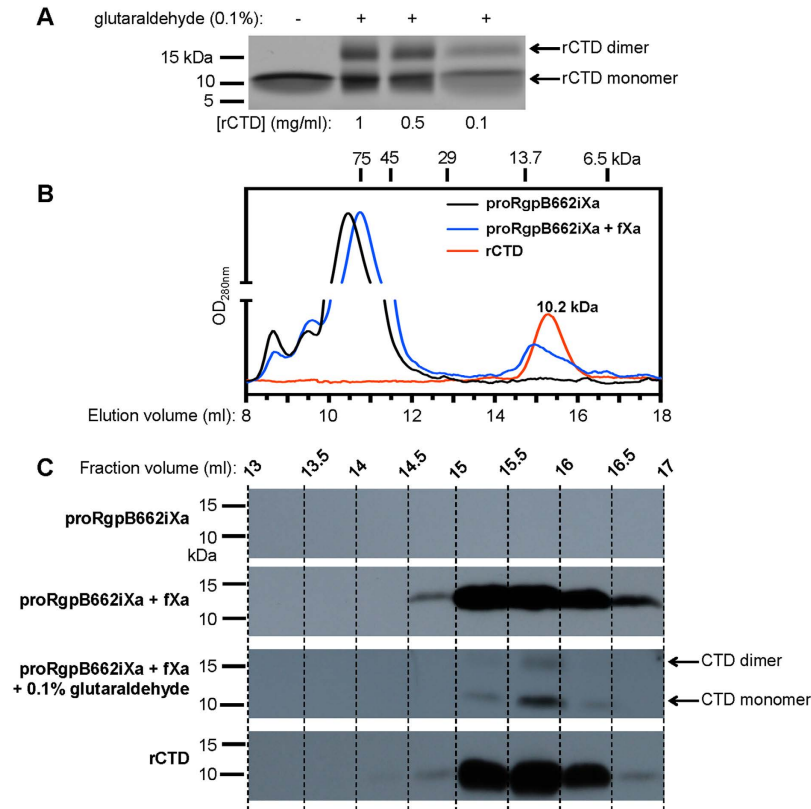 A
glutaraldehyde (0.1%): - + + +
15 kDa
rCTD dimer
10
rCTD monomer
5
[rCTD] (mg/ml): 1 0.5 0.1
B
75 45 29 13.7 6.5 kDa
proRgpB662iXa
proRgpB662iXa + fXa
rCTD
OD280nm
10.2 kDa
8 10 12 14 16 18
Elution volume (ml):
C
Fraction volume (ml): 13 13.5 14 14.5 15 15.5 16 16.5 17
15
proRgpB662iXa
10
kDa
15
proRgpB662iXa + fXa
10
15
CTD dimer
proRgpB662iXa + fXa
+ 0.1% glutaraldehyde
10
CTD monomer
15
rCTD
10